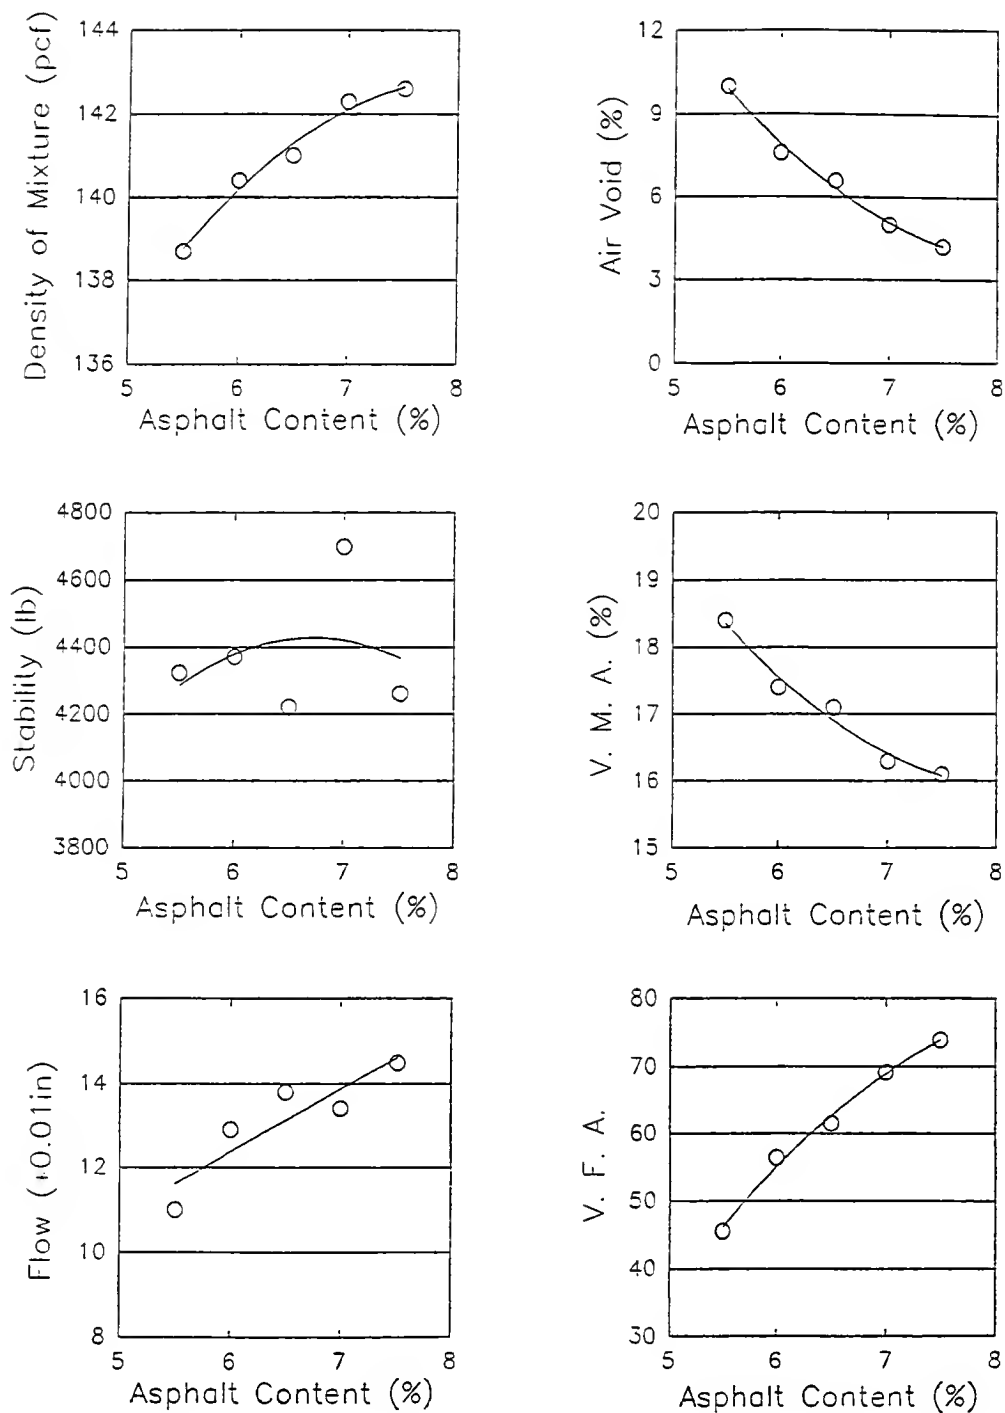 Density of Mixture (pcf)
144
142
140
138
136
5 6 7 8
Asphalt Content (%)
Air Void (%)
12
9
6
3
0
5 6 7 8
Asphalt Content (%)
Stability (lb)
4800
4600
4400
4200
4000
3800
5 6 7 8
Asphalt Content (%)
V. M. A. (%)
20
19
18
17
16
15
5 6 7 8
Asphalt Content (%)
Flow (+0.01in)
16
14
12
10
8
5 6 7 8
Asphalt Content (%)
V. F. A.
80
70
60
50
40
30
5 6 7 8
Asphalt Content (%)